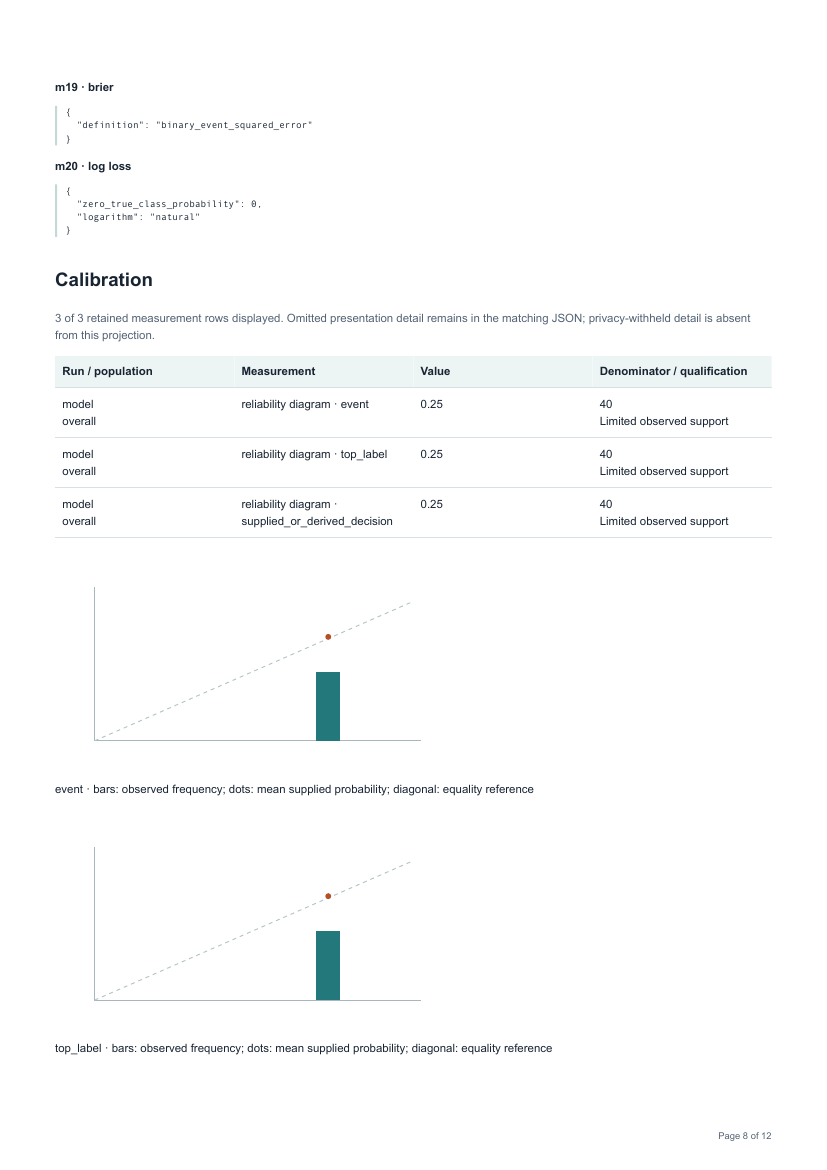 m19 · brier
{
  "definition": "binary_event_squared_error"
}
m20 · log loss
{
  "zero_true_class_probability": 0,
  "logarithm": "natural"
}
Calibration
3 of 3 retained measurement rows displayed. Omitted presentation detail remains in the matching JSON; privacy-withheld detail is absent
from this projection.
Run / population Measurement Value Denominator / qualification
model reliability diagram · event 0.25 40
overall Limited observed support
model reliability diagram · top_label 0.25 40
overall Limited observed support
model reliability diagram · 0.25 40
overall supplied_or_derived_decision Limited observed support
event · bars: observed frequency; dots: mean supplied probability; diagonal: equality reference
top_label · bars: observed frequency; dots: mean supplied probability; diagonal: equality reference
Page 8 of 12